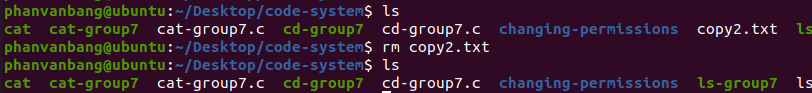 phanvanbang@ubuntu:~/Desktop/code-system$ ls
cat cat-group7 cat-group7.c cd-group7 cd-group7.c changing-permissions copy2.txt ls
phanvanbang@ubuntu:~/Desktop/code-system$ rm copy2.txt
phanvanbang@ubuntu:~/Desktop/code-system$ ls
cat cat-group7 cat-group7.c cd-group7 cd-group7.c changing-permissions ls-group7 ls